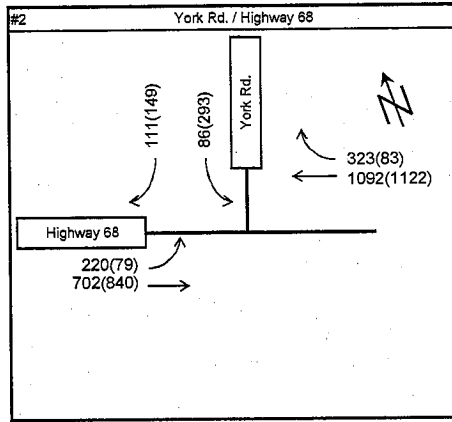 #2
York Rd. / Highway 68
111(149)
86(293)
York Rd.
N
323(83)
1092(1122)
Highway 68
220(79)
702(840)